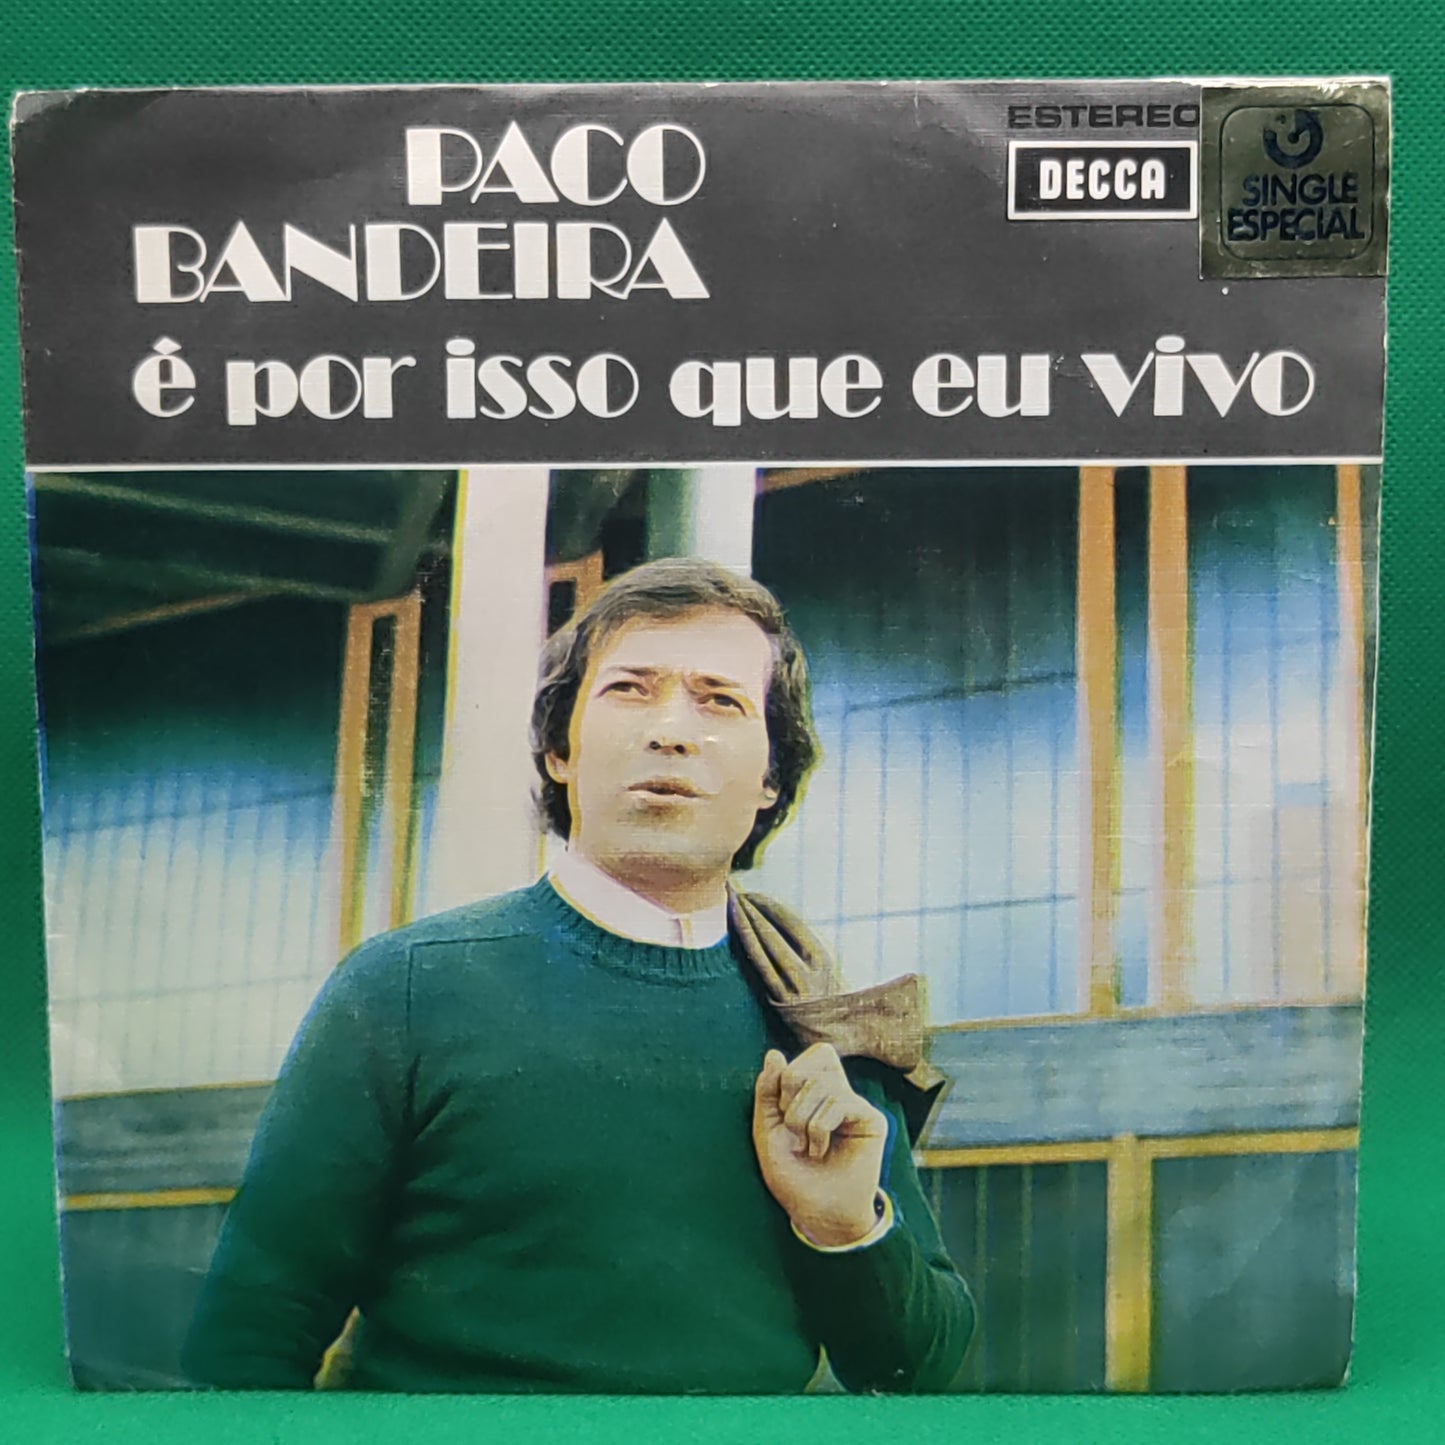 PACO
BANDEIRA
é por isso que eu vivo
ESTEREO
DECCA
SINGLE
ESPECIAL